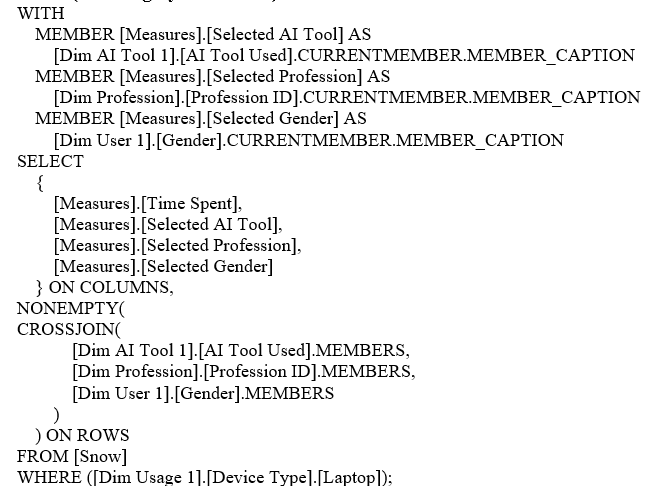 WITH
MEMBER [Measures].[Selected AI Tool] AS
[Dim AI Tool 1].[AI Tool Used].CURRENTMEMBER.MEMBER_CAPTION
MEMBER [Measures].[Selected Profession] AS
[Dim Profession].[Profession ID].CURRENTMEMBER.MEMBER_CAPTION
MEMBER [Measures].[Selected Gender] AS
[Dim User 1].[Gender].CURRENTMEMBER.MEMBER_CAPTION
SELECT
{
[Measures].[Time Spent],
[Measures].[Selected AI Tool],
[Measures].[Selected Profession],
[Measures].[Selected Gender]
} ON COLUMNS,
NONEMPTY(
CROSSJOIN(
[Dim AI Tool 1].[AI Tool Used].MEMBERS,
[Dim Profession].[Profession ID].MEMBERS,
[Dim User 1].[Gender].MEMBERS
)
) ON ROWS
FROM [Snow]
WHERE ([Dim Usage 1].[Device Type].[Laptop]);